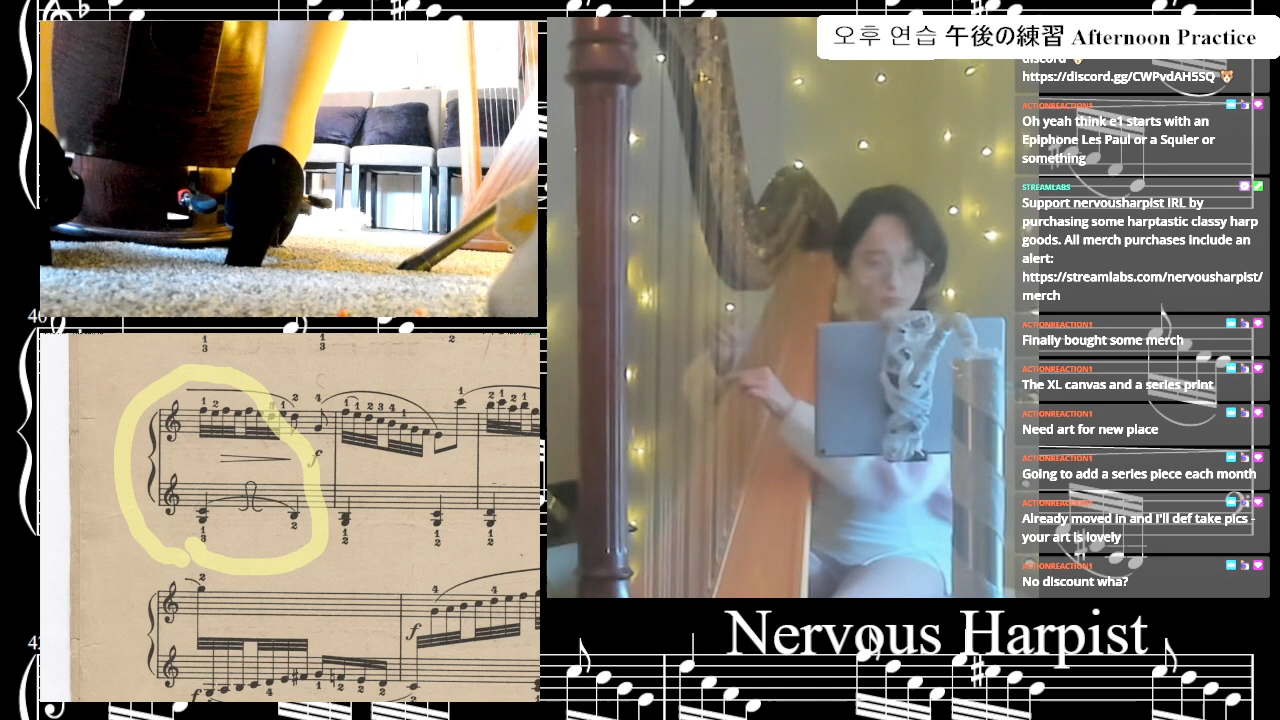 오후 연습 午後の練習 Afternoon Practice
discord
https://discord.gg/CWPvdAH5SQ
ACTIONREACTION1
Oh yeah think e1 starts with an
Epiphone Les Paul or a Squier or
something
STREAMLABS
Support nervousharpist IRL by
purchasing some harptastic classy harp
goods. All merch purchases include an
alert:
https://streamlabs.com/nervousharpist/
merch
ACTIONREACTION1
Finally bought some merch
ACTIONREACTION1
The XL canvas and a series print
ACTIONREACTION1
Need art for new place
ACTIONREACTION1
Going to add a series piece each month
ACTIONREACTION1
Already moved in and I'll def take pics -
your art is lovely
ACTIONREACTION1
No discount wha?
Nervous Harpist